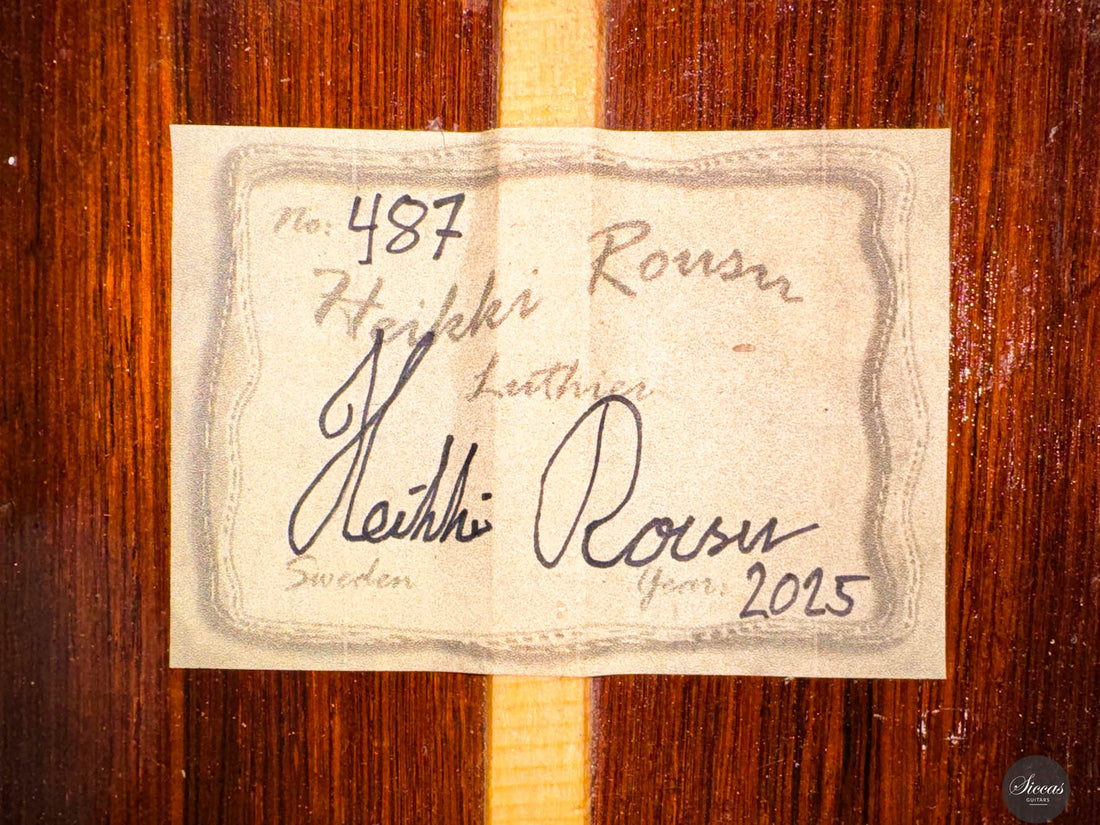 No: 487
Heikki Rousu
Luthier
Heikki Rousu
Sweden Year: 2025
Siccas
GUITARS